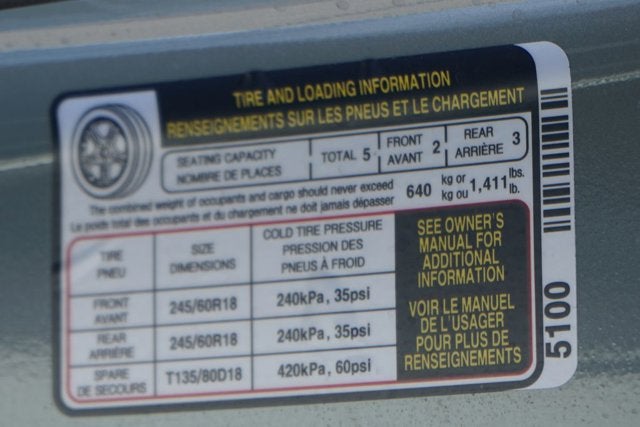 TIRE AND LOADING INFORMATION
RENSEIGNEMENTS SUR LES PNEUS ET LE CHARGEMENT
SEATING CAPACITY
NOMBRE DE PLACES
TOTAL 5
FRONT
AVANT 2
REAR
ARRIÈRE 3
The combined weight of occupants and cargo should never exceed
Le poids total des occupants et du chargement ne doit jamais dépasser
640 kg or
kg ou 1,411 lbs.
lb.
TIRE
PNEU
SIZE
DIMENSIONS
COLD TIRE PRESSURE
PRESSION DES
PNEUS À FROID
FRONT
AVANT
245/60R18
240kPa, 35psi
REAR
ARRIÈRE
245/60R18
240kPa, 35psi
SPARE
DE SECOURS
T135/80D18
420kPa, 60psi
SEE OWNER'S
MANUAL FOR
ADDITIONAL
INFORMATION
VOIR LE MANUEL
DE L'USAGER
POUR PLUS DE
RENSEIGNEMENTS
5100